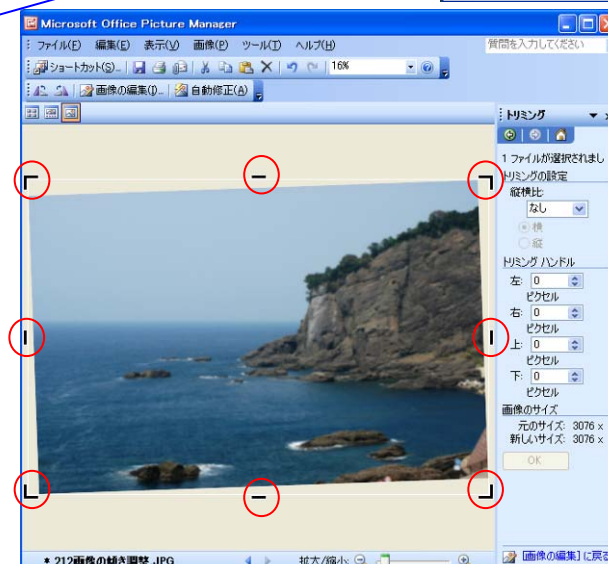 Microsoft Office Picture Manager
ファイル(F) 編集(E) 表示(V) 画像(P) ツール(T) ヘルプ(H) 質問を入力してください
ショートカット(S)... 16%
画像の編集(I)... 自動修正(A)
トリミング
1 ファイルが選択されまし
トリミングの設定
縦横比:
なし
横
縦
トリミング ハンドル
左: 0
ピクセル
右: 0
ピクセル
上: 0
ピクセル
下: 0
ピクセル
画像のサイズ
元のサイズ: 3076 x
新しいサイズ: 3076 x
OK
* 212画像の傾き調整.JPG 拡大/縮小: [画像の編集] に戻る